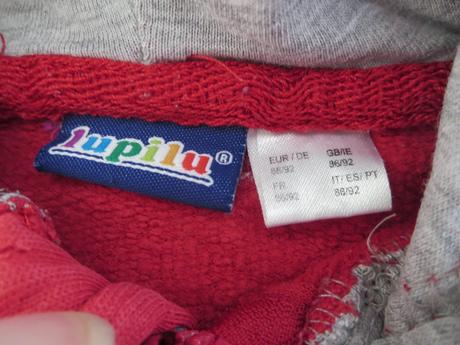 lupilu®
EUR / DE GB/IE
86/92 86/92
FR IT/ ES/ PT
86/92 86/92